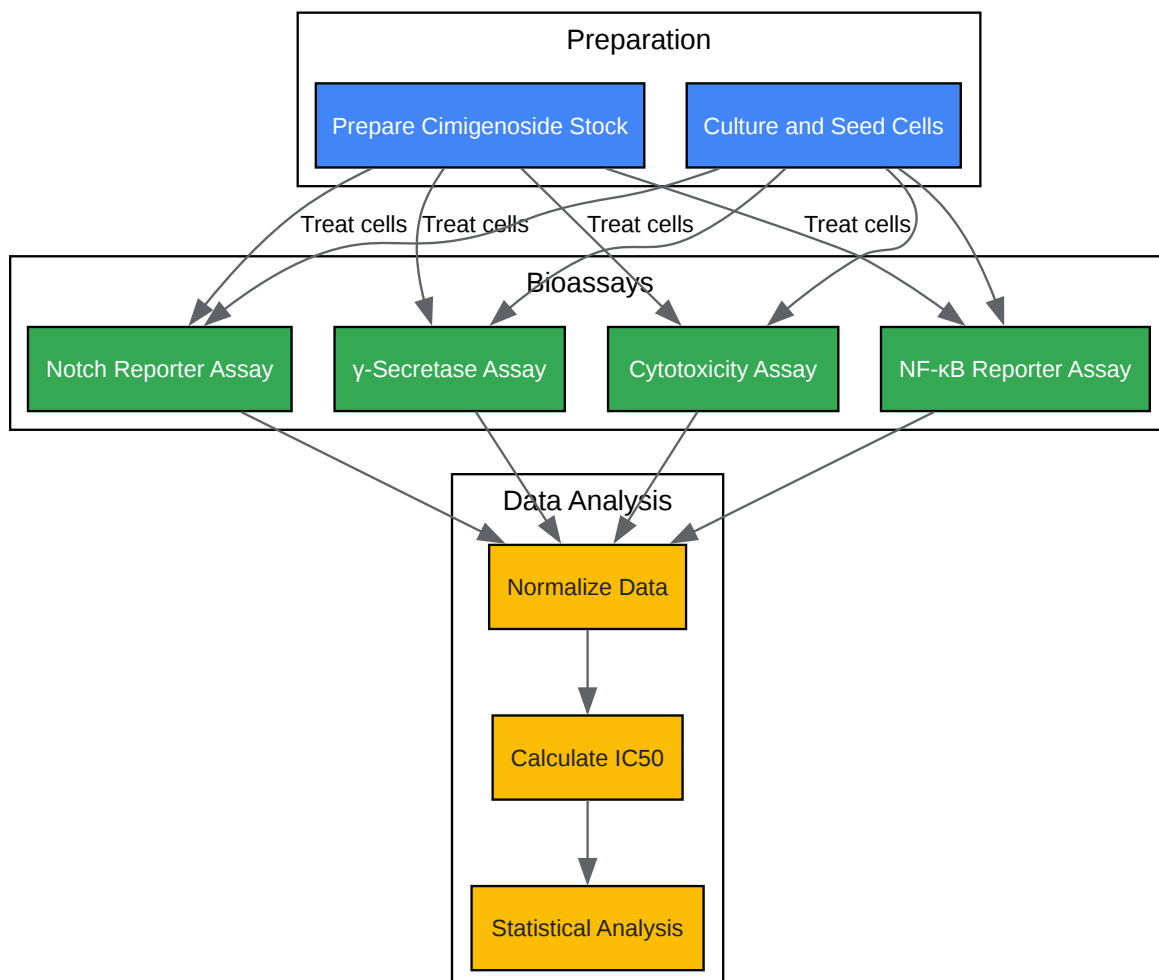 Preparation
Prepare Cimigenoside Stock
Culture and Seed Cells
Treat cells
Treat cells
Treat cells
Treat cells
Bioassays
Notch Reporter Assay
γ-Secretase Assay
Cytotoxicity Assay
NF-κB Reporter Assay
Data Analysis
Normalize Data
Calculate IC50
Statistical Analysis